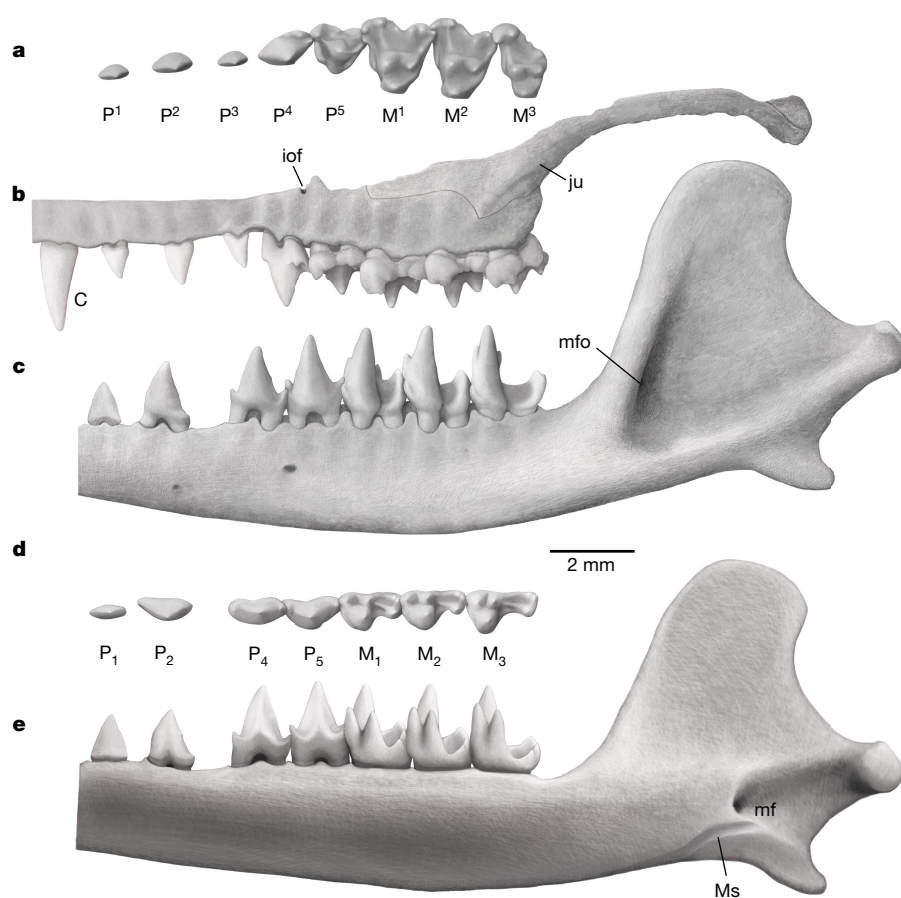 a
P¹ P² P³ P⁴ P⁵ M¹ M² M³
iof
b
ju
C
mfo
c
d
2 mm
P₁ P₂ P₄ P₅ M₁ M₂ M₃
e
mf
Ms